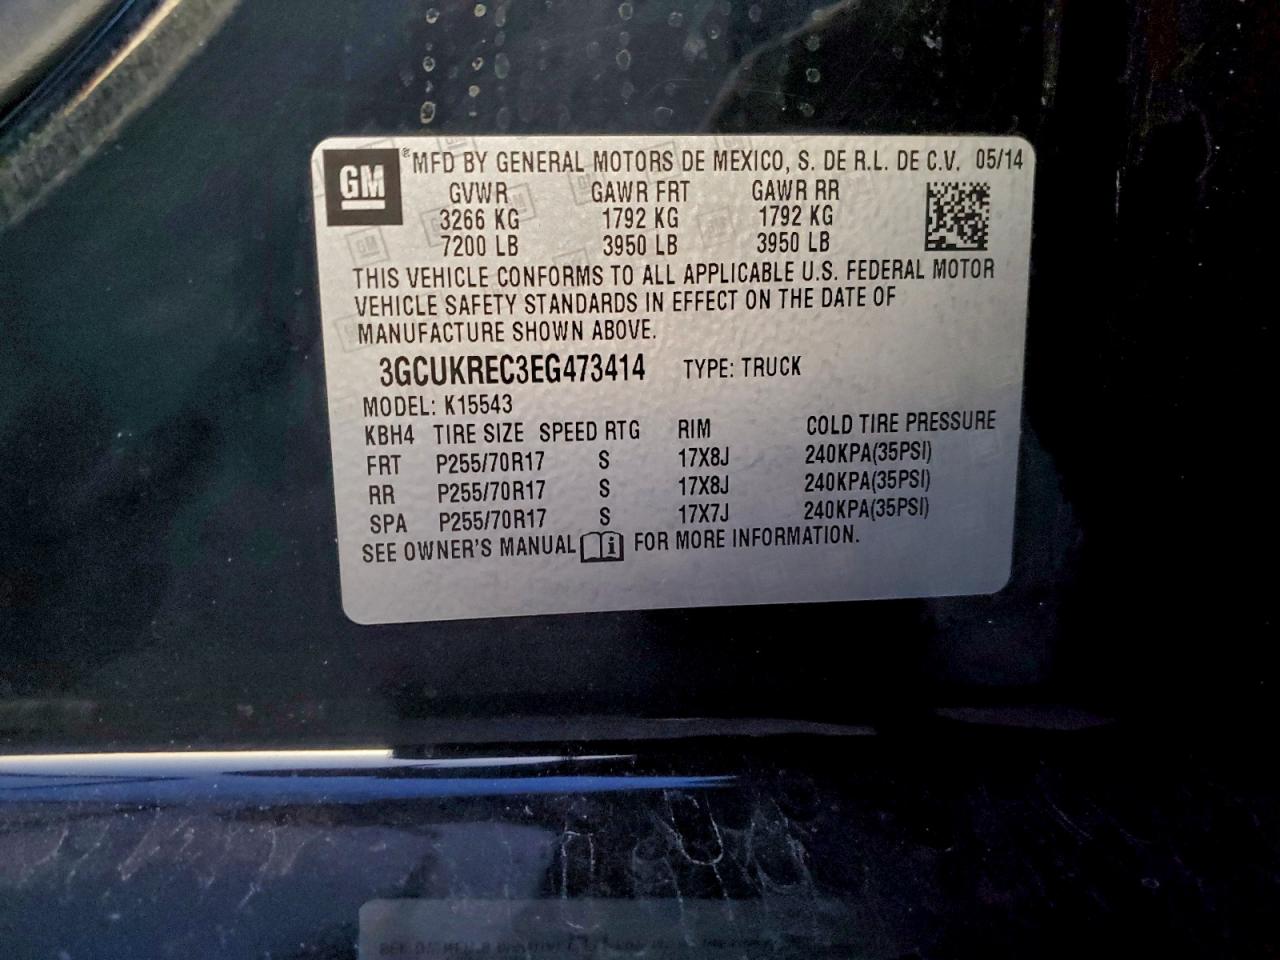 GM ® MFD BY GENERAL MOTORS DE MEXICO, S. DE R.L. DE C.V. 05/14
GVWR GAWR FRT GAWR RR
3266 KG 1792 KG 1792 KG
7200 LB 3950 LB 3950 LB
THIS VEHICLE CONFORMS TO ALL APPLICABLE U.S. FEDERAL MOTOR
VEHICLE SAFETY STANDARDS IN EFFECT ON THE DATE OF
MANUFACTURE SHOWN ABOVE.
3GCUKREC3EG473414 TYPE: TRUCK
MODEL: K15543
KBH4 TIRE SIZE SPEED RTG RIM COLD TIRE PRESSURE
FRT P255/70R17 S 17X8J 240KPA(35PSI)
RR P255/70R17 S 17X8J 240KPA(35PSI)
SPA P255/70R17 S 17X7J 240KPA(35PSI)
SEE OWNER'S MANUAL i FOR MORE INFORMATION.